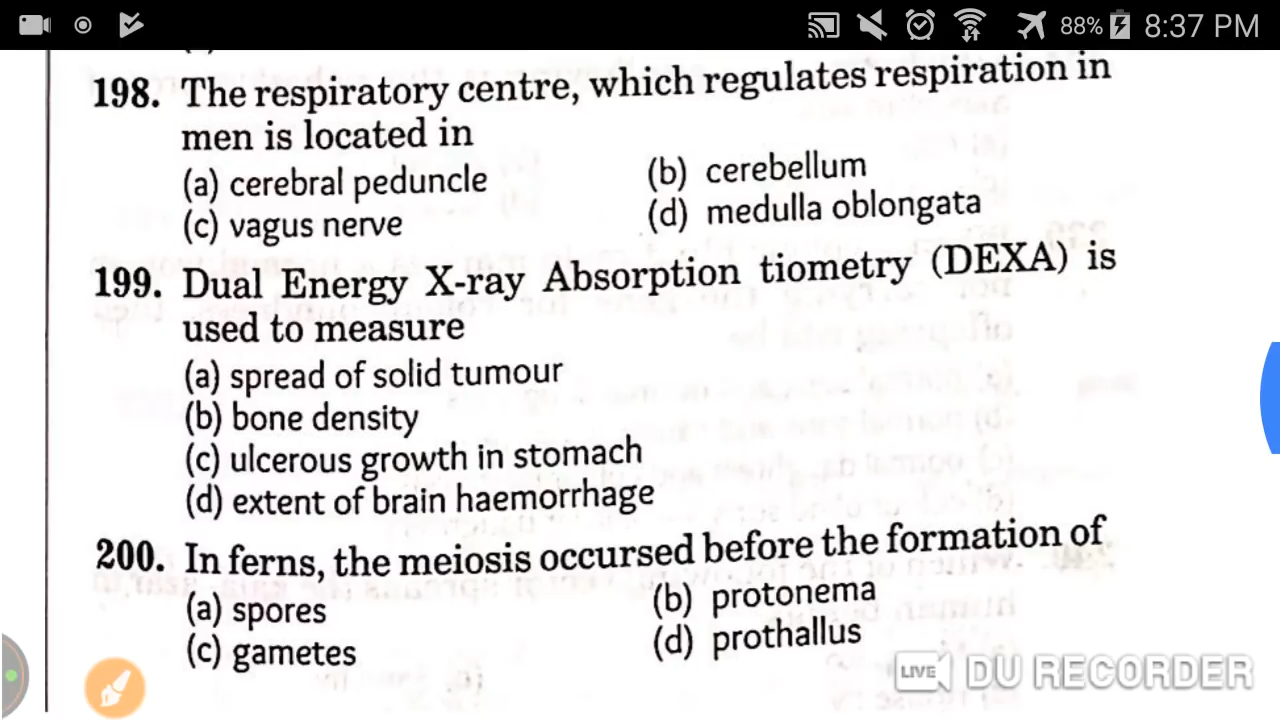 88% 8:37 PM
198. The respiratory centre, which regulates respiration in
men is located in
(a) cerebral peduncle (b) cerebellum
(c) vagus nerve (d) medulla oblongata
199. Dual Energy X-ray Absorption tiometry (DEXA) is
used to measure
(a) spread of solid tumour
(b) bone density
(c) ulcerous growth in stomach
(d) extent of brain haemorrhage
200. In ferns, the meiosis occursed before the formation of
(a) spores (b) protonema
(c) gametes (d) prothallus
LIVE DU RECORDER